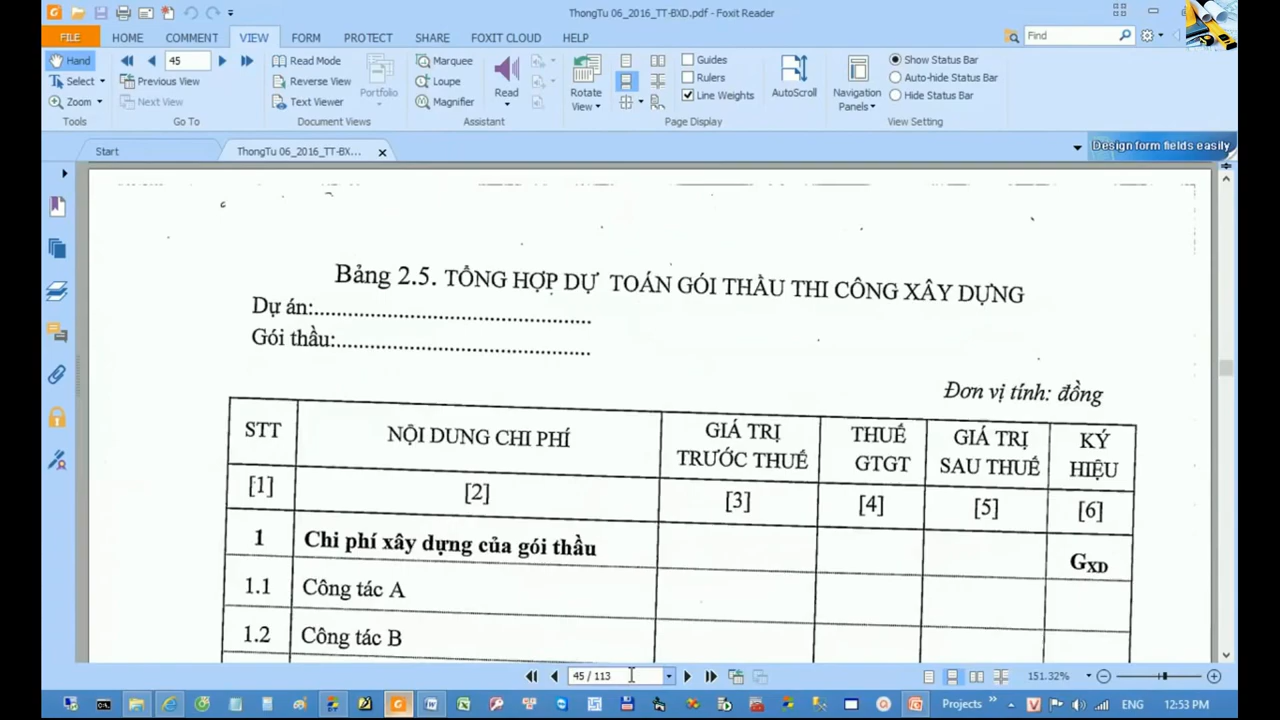 ThongTu 06_2016_TT-BXD.pdf - Foxit Reader
FILE HOME COMMENT VIEW FORM PROTECT SHARE FOXIT CLOUD HELP Find
Hand 45 Read Mode Marquee Guides Show Status Bar
Select Previous View Reverse View Portfolio Loupe Read Rotate View Rulers AutoScroll Navigation Panels Auto-hide Status Bar
Zoom Next View Text Viewer Magnifier Line Weights Hide Status Bar
Tools Go To Document Views Assistant Page Display View Setting
Start ThongTu 06_2016_TT-BX... Design form fields easily
Bảng 2.5. TỔNG HỢP DỰ TOÁN GÓI THẦU THI CÔNG XÂY DỰNG
Dự án:..................................................
Gói thầu:..............................................
Đơn vị tính: đồng
STT NỘI DUNG CHI PHÍ GIÁ TRỊ TRƯỚC THUẾ THUẾ GTGT GIÁ TRỊ SAU THUẾ KÝ HIỆU
[1] [2] [3] [4] [5] [6]
1 Chi phí xây dựng của gói thầu GXD
1.1 Công tác A
1.2 Công tác B
45 / 113 151.32%
Projects ENG 12:53 PM